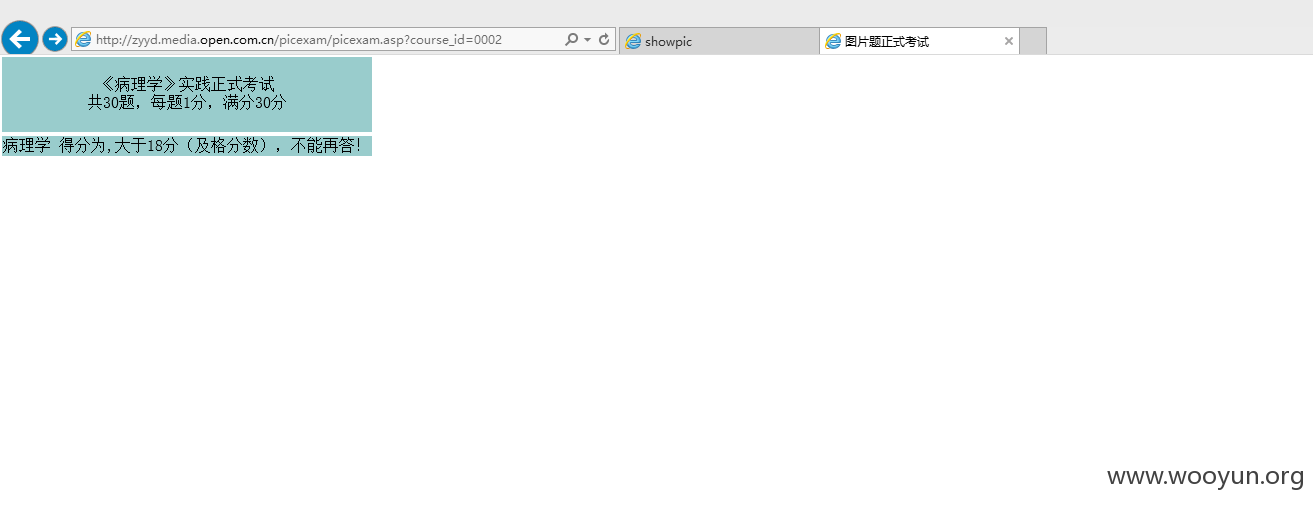 http://zyyd.media.open.com.cn/picexam/picexam.asp?course_id=0002
showpic
图片题正式考试
《病理学》实践正式考试
共30题，每题1分，满分30分
病理学 得分为,大于18分（及格分数），不能再答！
www.wooyun.org